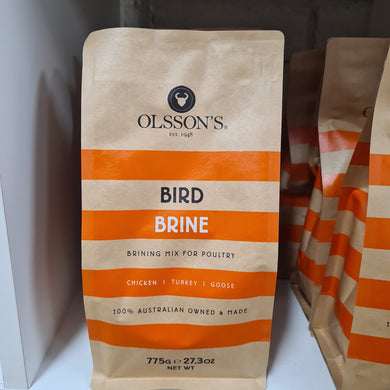 OLSSON'S®
EST. 1948
BIRD
BRINE
BRINING MIX FOR POULTRY
CHICKEN | TURKEY | GOOSE
100% AUSTRALIAN OWNED & MADE
775g ℮ 27.3oz
NET WT